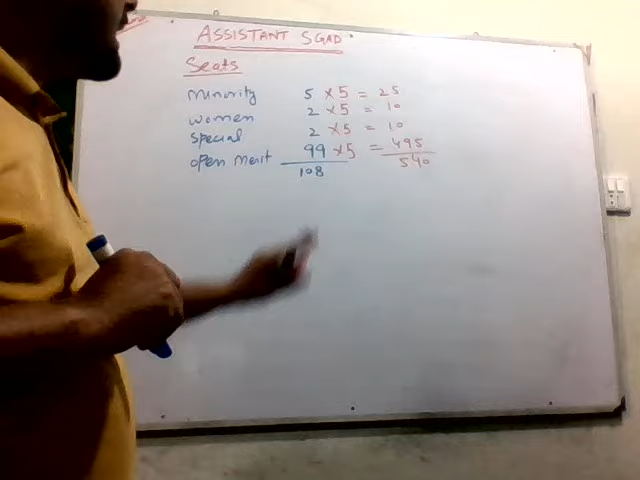 ASSISTANT SGAD
Seats
Minority 5 × 5 = 25
women 2 × 5 = 10
special 2 × 5 = 10
open merit 99 × 5 = 495
108 540